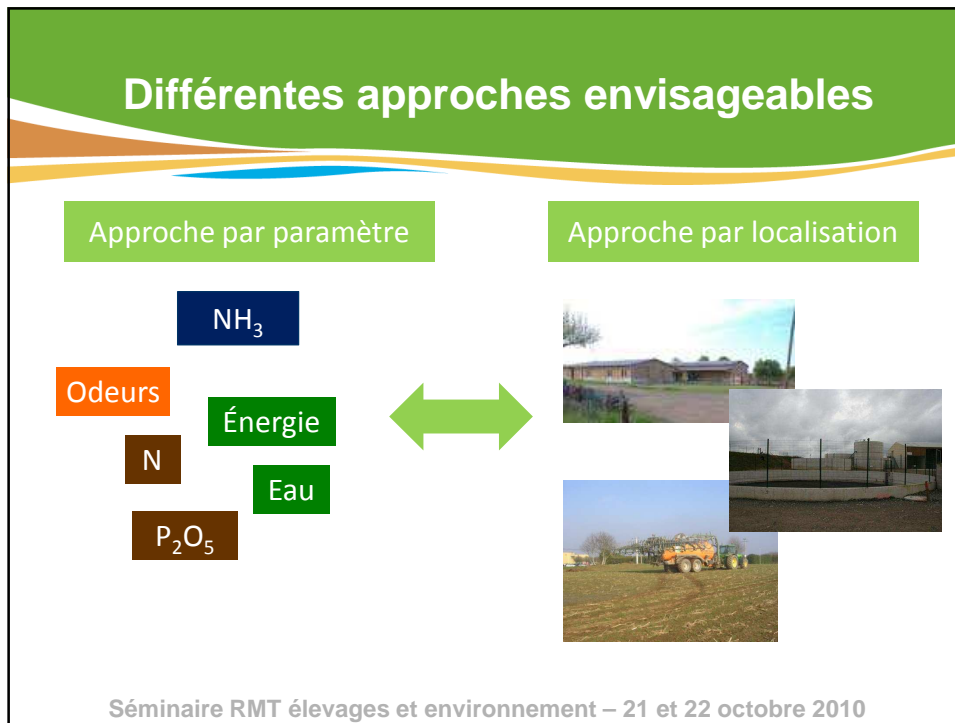 Différentes approches envisageables
Approche par paramètre
Approche par localisation
NH₃
Odeurs
Énergie
N
Eau
P₂O₅
Séminaire RMT élevages et environnement – 21 et 22 octobre 2010